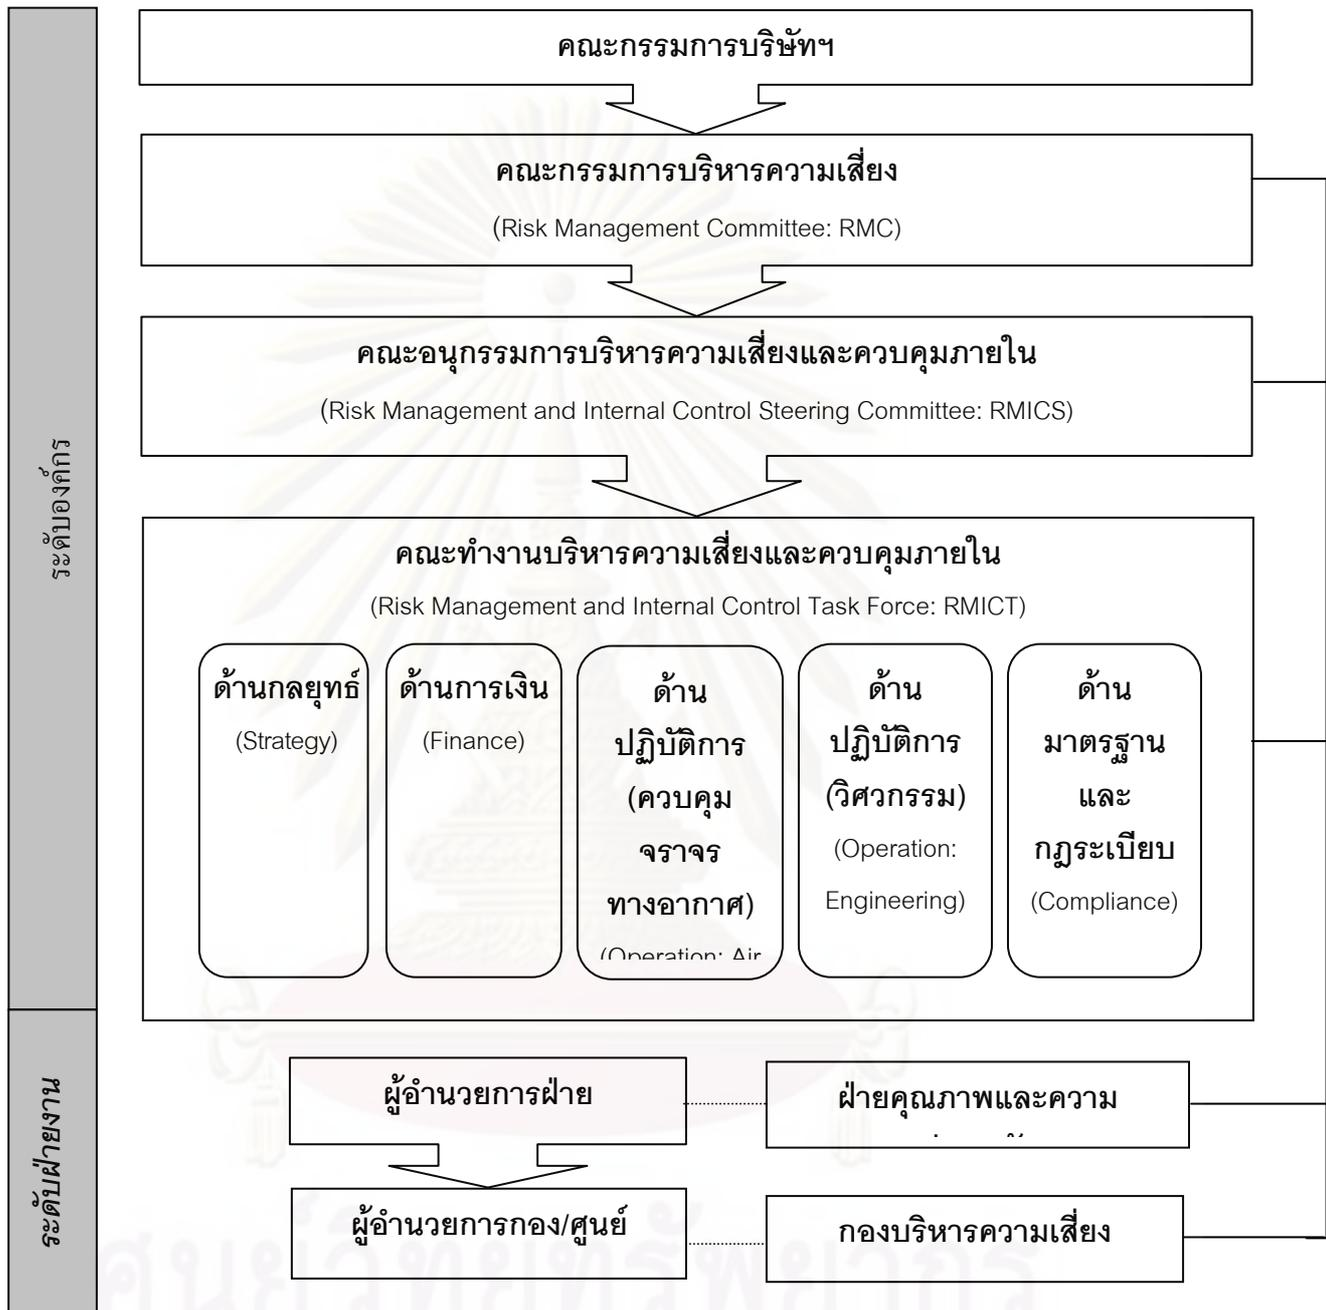 คณะกรรมการบริษัทฯ
คณะกรรมการบริหารความเสี่ยง
(Risk Management Committee: RMC)
คณะอนุกรรมการบริหารความเสี่ยงและควบคุมภายใน
(Risk Management and Internal Control Steering Committee: RMICS)
ระดับองค์กร
คณะทำงานบริหารความเสี่ยงและควบคุมภายใน
(Risk Management and Internal Control Task Force: RMICT)
ด้านกลยุทธ์
(Strategy)
ด้านการเงิน
(Finance)
ด้าน
ปฏิบัติการ
(ควบคุม
จราจร
ทางอากาศ)
(Operation: Air
ด้าน
ปฏิบัติการ
(วิศวกรรม)
(Operation:
Engineering)
ด้าน
มาตรฐาน
และ
กฎระเบียบ
(Compliance)
ระดับฝ่ายงาน
ผู้อำนวยการฝ่าย
ฝ่ายคุณภาพและความ
ผู้อำนวยการกอง/ศูนย์
กองบริหารความเสี่ยง
ศูนย์วิทยทรัพยากร